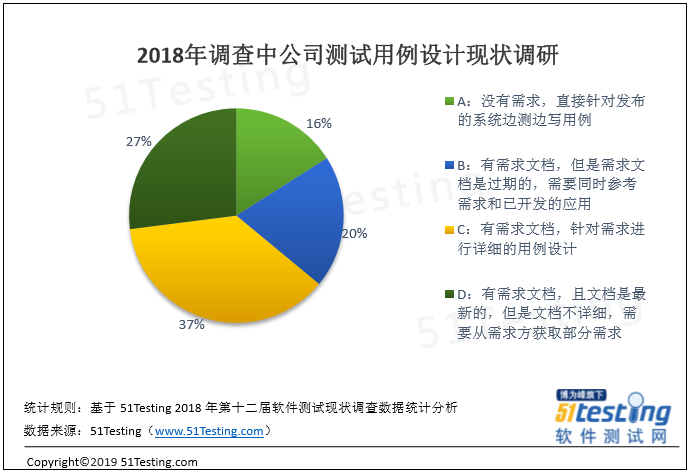 2018年调查中公司测试用例设计现状调研
51Testing
16%
27%
A：没有需求，直接针对发布
的系统边测边写用例
B：有需求文档，但是需求文
档是过期的，需要同时参考
需求和已开发的应用
51Testing
20%
C：有需求文档，针对需求进
行详细的用例设计
D：有需求文档，且文档是最
新的，但是文档不详细，需
要从需求方获取部分需求
51Testing
37%
统计规则：基于 51Testing 2018 年第十二届软件测试现状调查数据统计分析
数据来源：51Testing（www.51Testing.com）
博为峰旗下
51testing
软件测试网
Copyright©2019 51Testing.com